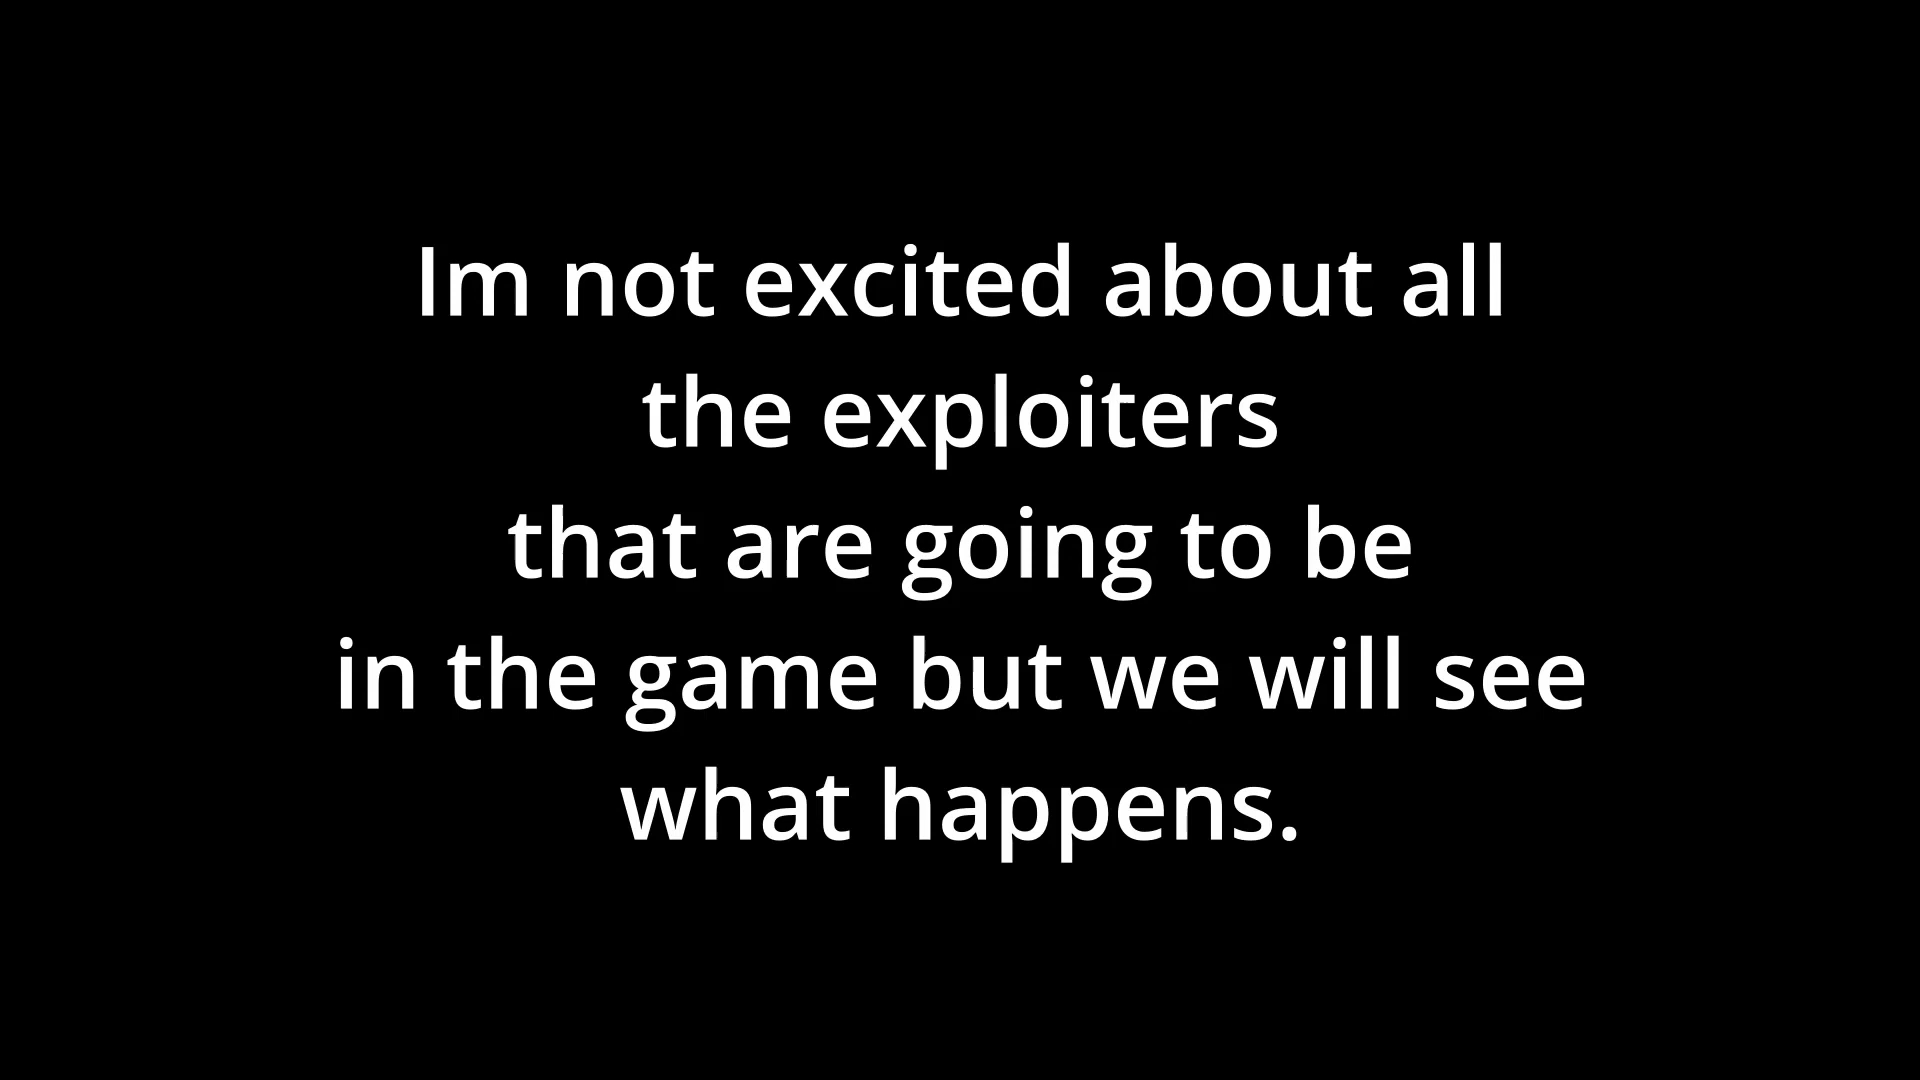 Im not excited about all
the exploiters
that are going to be
in the game but we will see
what happens.